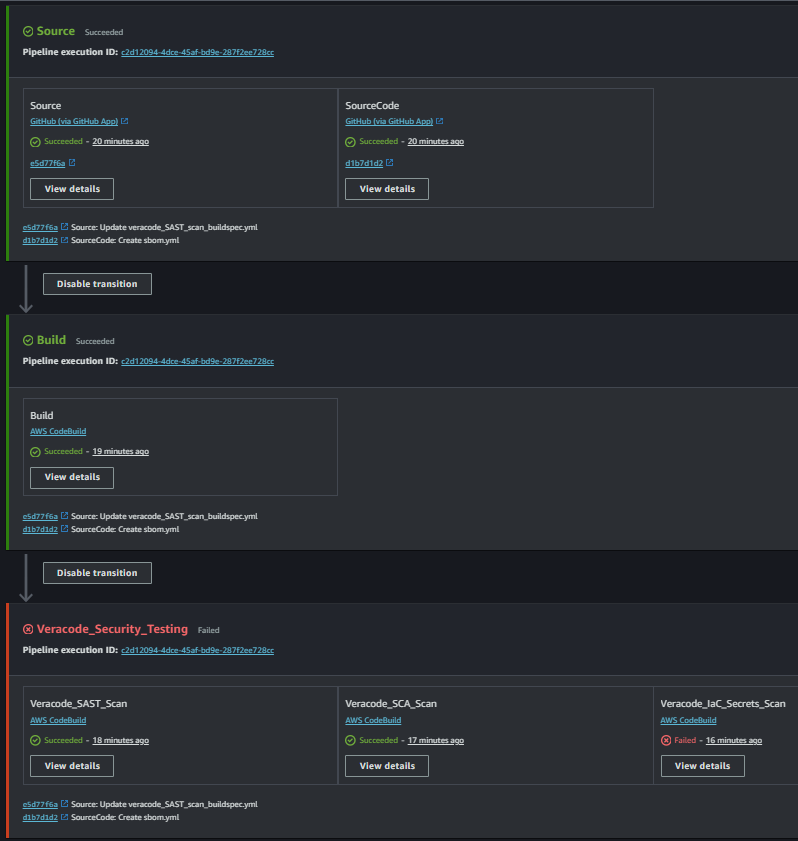 Source Succeeded
Pipeline execution ID: c2d12094-4dce-45af-bd9e-287f2ee728cc
Source
GitHub (via GitHub App)
Succeeded - 20 minutes ago
e5d77f6a
View details
SourceCode
GitHub (via GitHub App)
Succeeded - 20 minutes ago
d1b7d1d2
View details
e5d77f6a Source: Update veracode_SAST_scan_buildspec.yml
d1b7d1d2 SourceCode: Create sbom.yml
Disable transition
Build Succeeded
Pipeline execution ID: c2d12094-4dce-45af-bd9e-287f2ee728cc
Build
AWS CodeBuild
Succeeded - 19 minutes ago
View details
e5d77f6a Source: Update veracode_SAST_scan_buildspec.yml
d1b7d1d2 SourceCode: Create sbom.yml
Disable transition
Veracode_Security_Testing Failed
Pipeline execution ID: c2d12094-4dce-45af-bd9e-287f2ee728cc
Veracode_SAST_Scan
AWS CodeBuild
Succeeded - 18 minutes ago
View details
Veracode_SCA_Scan
AWS CodeBuild
Succeeded - 17 minutes ago
View details
Veracode_IaC_Secrets_Scan
AWS CodeBuild
Failed - 16 minutes ago
View details
e5d77f6a Source: Update veracode_SAST_scan_buildspec.yml
d1b7d1d2 SourceCode: Create sbom.yml